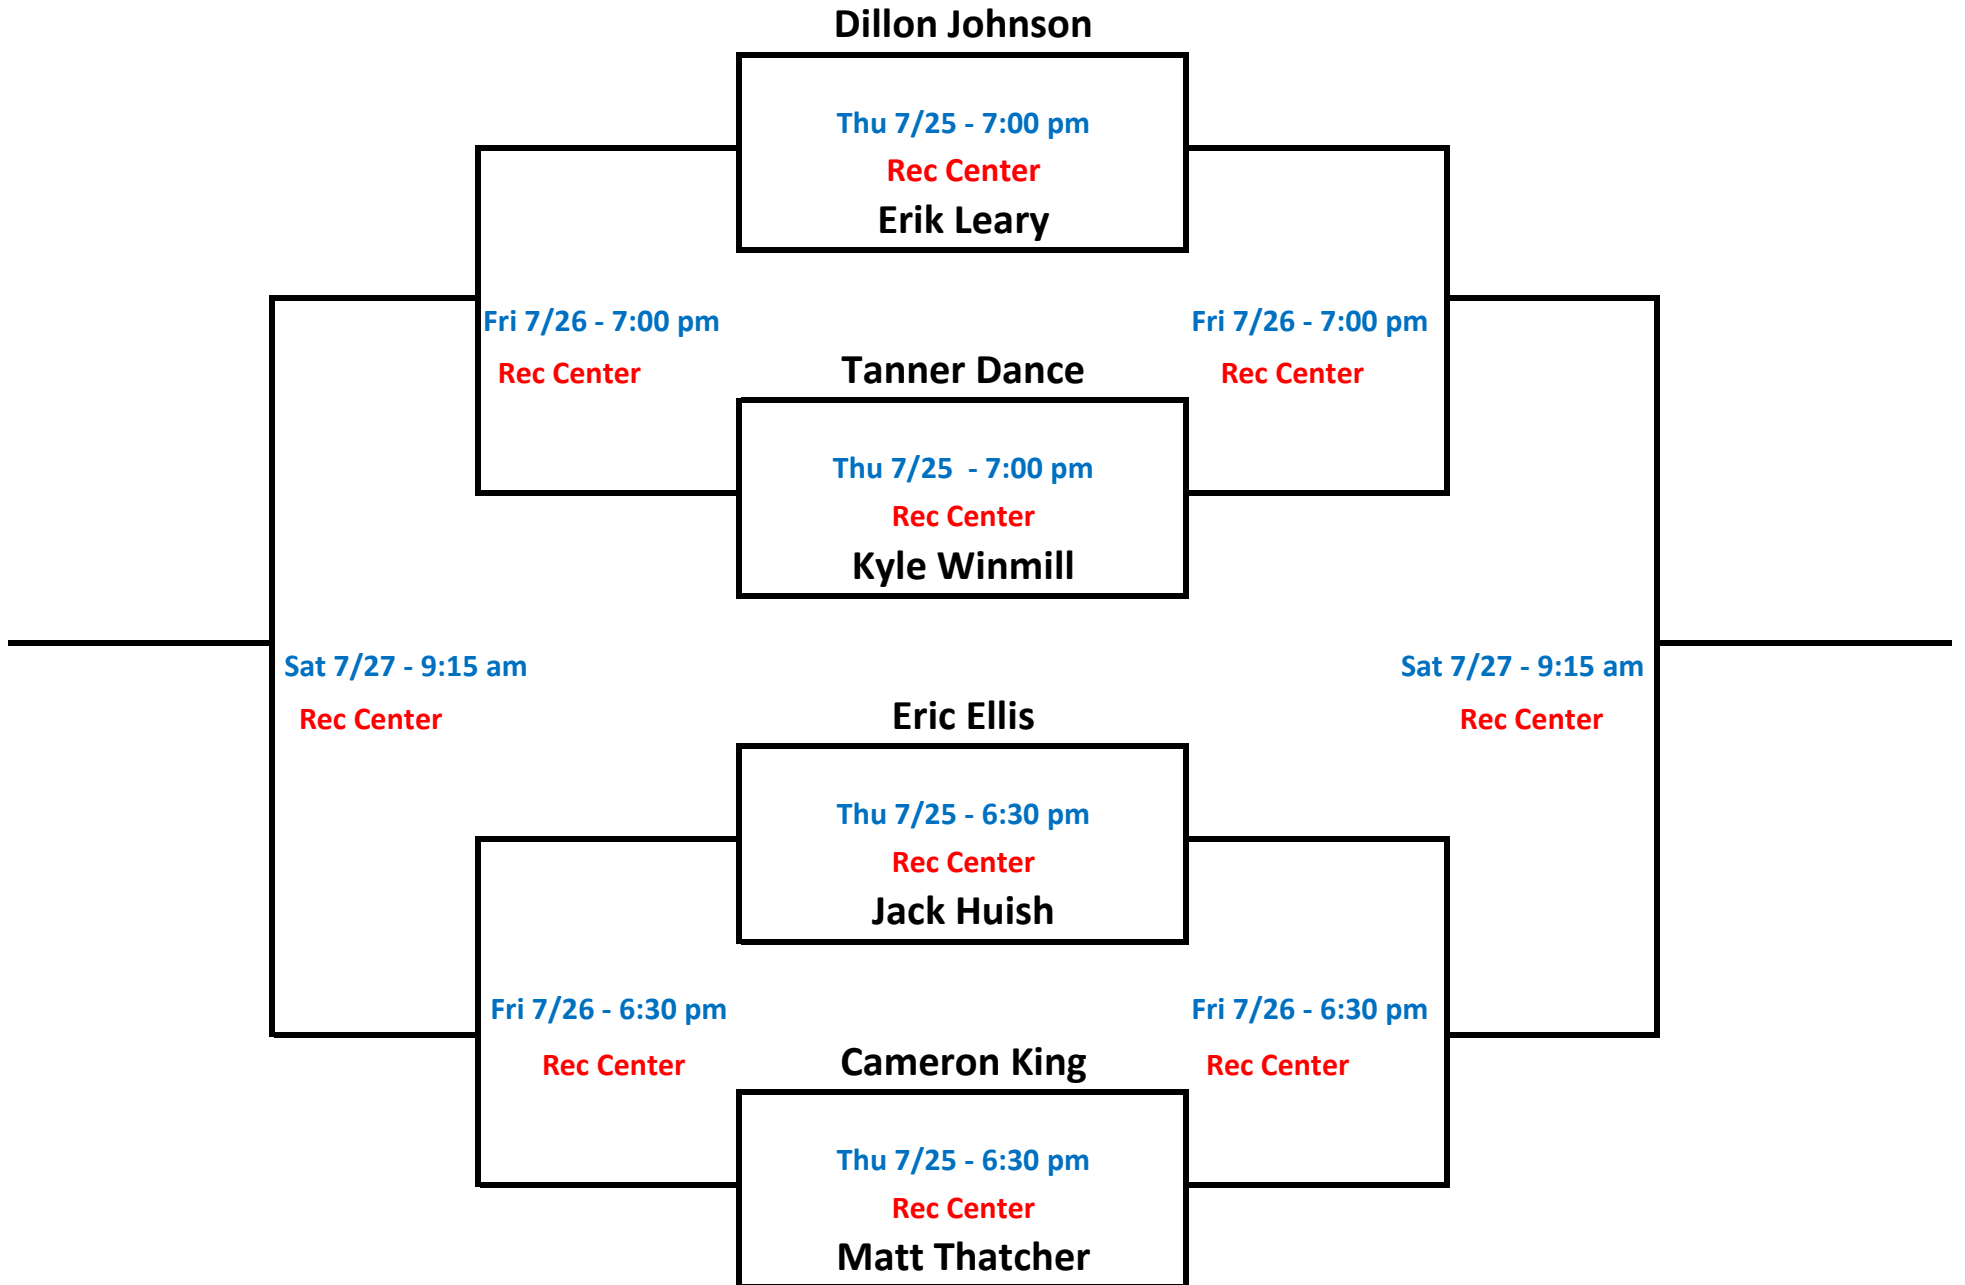 Dillon Johnson
Thu 7/25 - 7:00 pm
Rec Center
Erik Leary
Fri 7/26 - 7:00 pm
Fri 7/26 - 7:00 pm
Rec Center
Tanner Dance
Rec Center
Thu 7/25  - 7:00 pm
Rec Center
Kyle Winmill
Sat 7/27 - 9:15 am
Sat 7/27 - 9:15 am
Rec Center
Eric Ellis
Rec Center
Thu 7/25 - 6:30 pm
Rec Center
Jack Huish
Fri 7/26 - 6:30 pm
Fri 7/26 - 6:30 pm
Rec Center
Cameron King
Rec Center
Thu 7/25 - 6:30 pm
Rec Center
Matt Thatcher